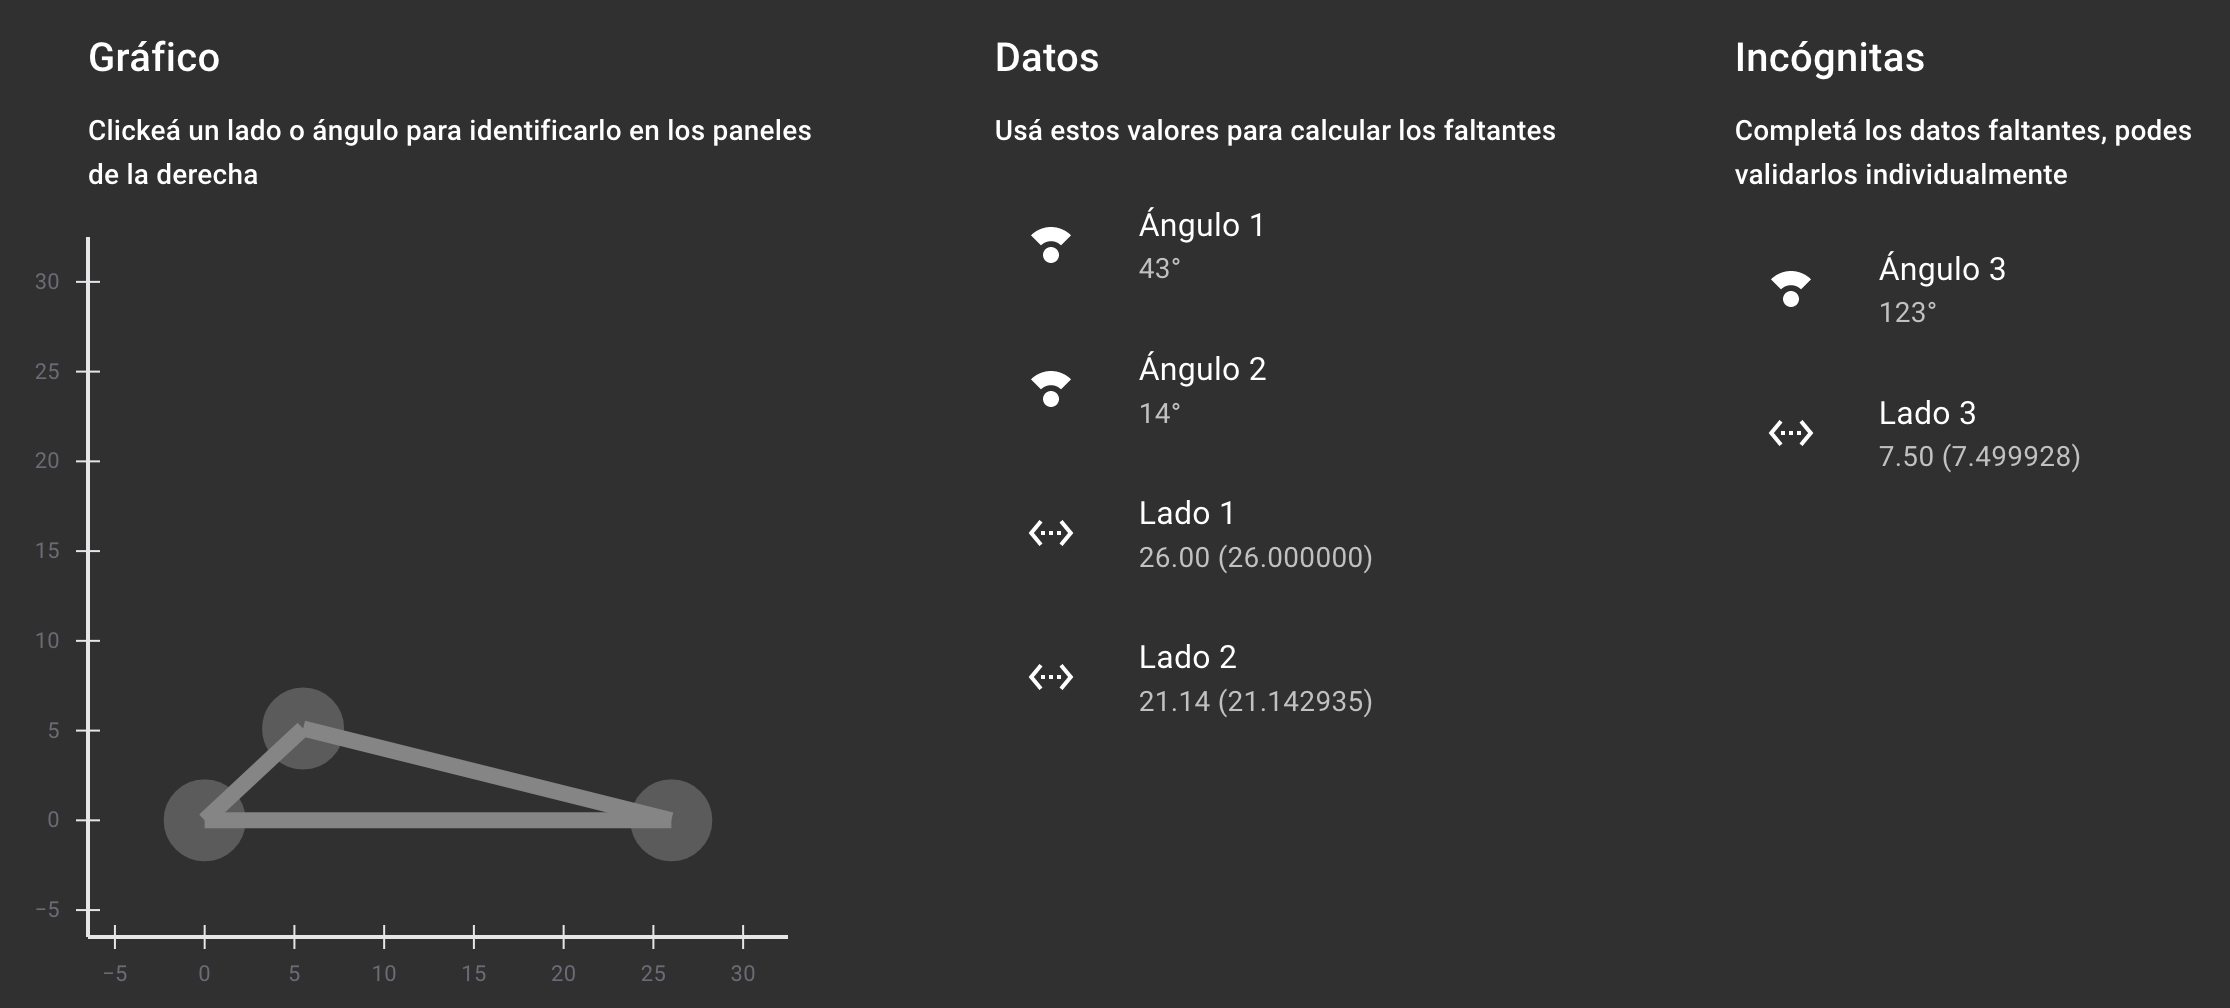 Gráfico
Clickeá un lado o ángulo para identificarlo en los paneles
de la derecha
30
25
20
15
10
5
0
−5
−5 0 5 10 15 20 25 30
Datos
Usá estos valores para calcular los faltantes
Ángulo 1
43°
Ángulo 2
14°
Lado 1
26.00 (26.000000)
Lado 2
21.14 (21.142935)
Incógnitas
Completá los datos faltantes, podes
validarlos individualmente
Ángulo 3
123°
Lado 3
7.50 (7.499928)